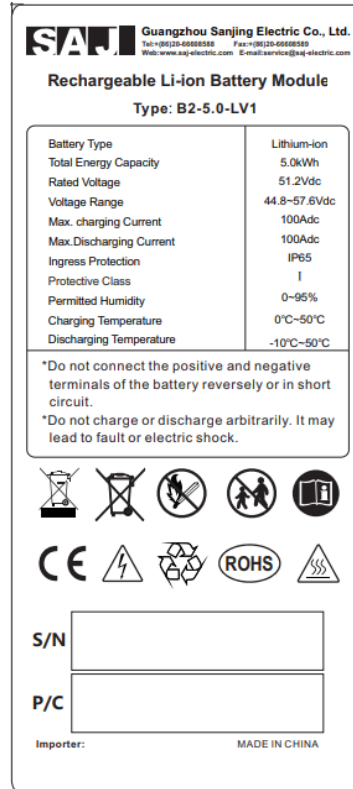 SAJ
Guangzhou Sanjing Electric Co., Ltd.
Tel:+(86)20-66608588 Fax:+(86)20-66608589
Web:www.saj-electric.com E-mail:service@saj-electric.com
Rechargeable Li-ion Battery Module
Type: B2-5.0-LV1
Battery Type Lithium-ion
Total Energy Capacity 5.0kWh
Rated Voltage 51.2Vdc
Voltage Range 44.8~57.6Vdc
Max. charging Current 100Adc
Max.Discharging Current 100Adc
Ingress Protection IP65
Protective Class I
Permitted Humidity 0~95%
Charging Temperature 0℃~50℃
Discharging Temperature -10℃~50℃
*Do not connect the positive and negative
terminals of the battery reversely or in short
circuit.
*Do not charge or discharge arbitrarily. It may
lead to fault or electric shock.
CE
ROHS
S/N
P/C
Importer: MADE IN CHINA